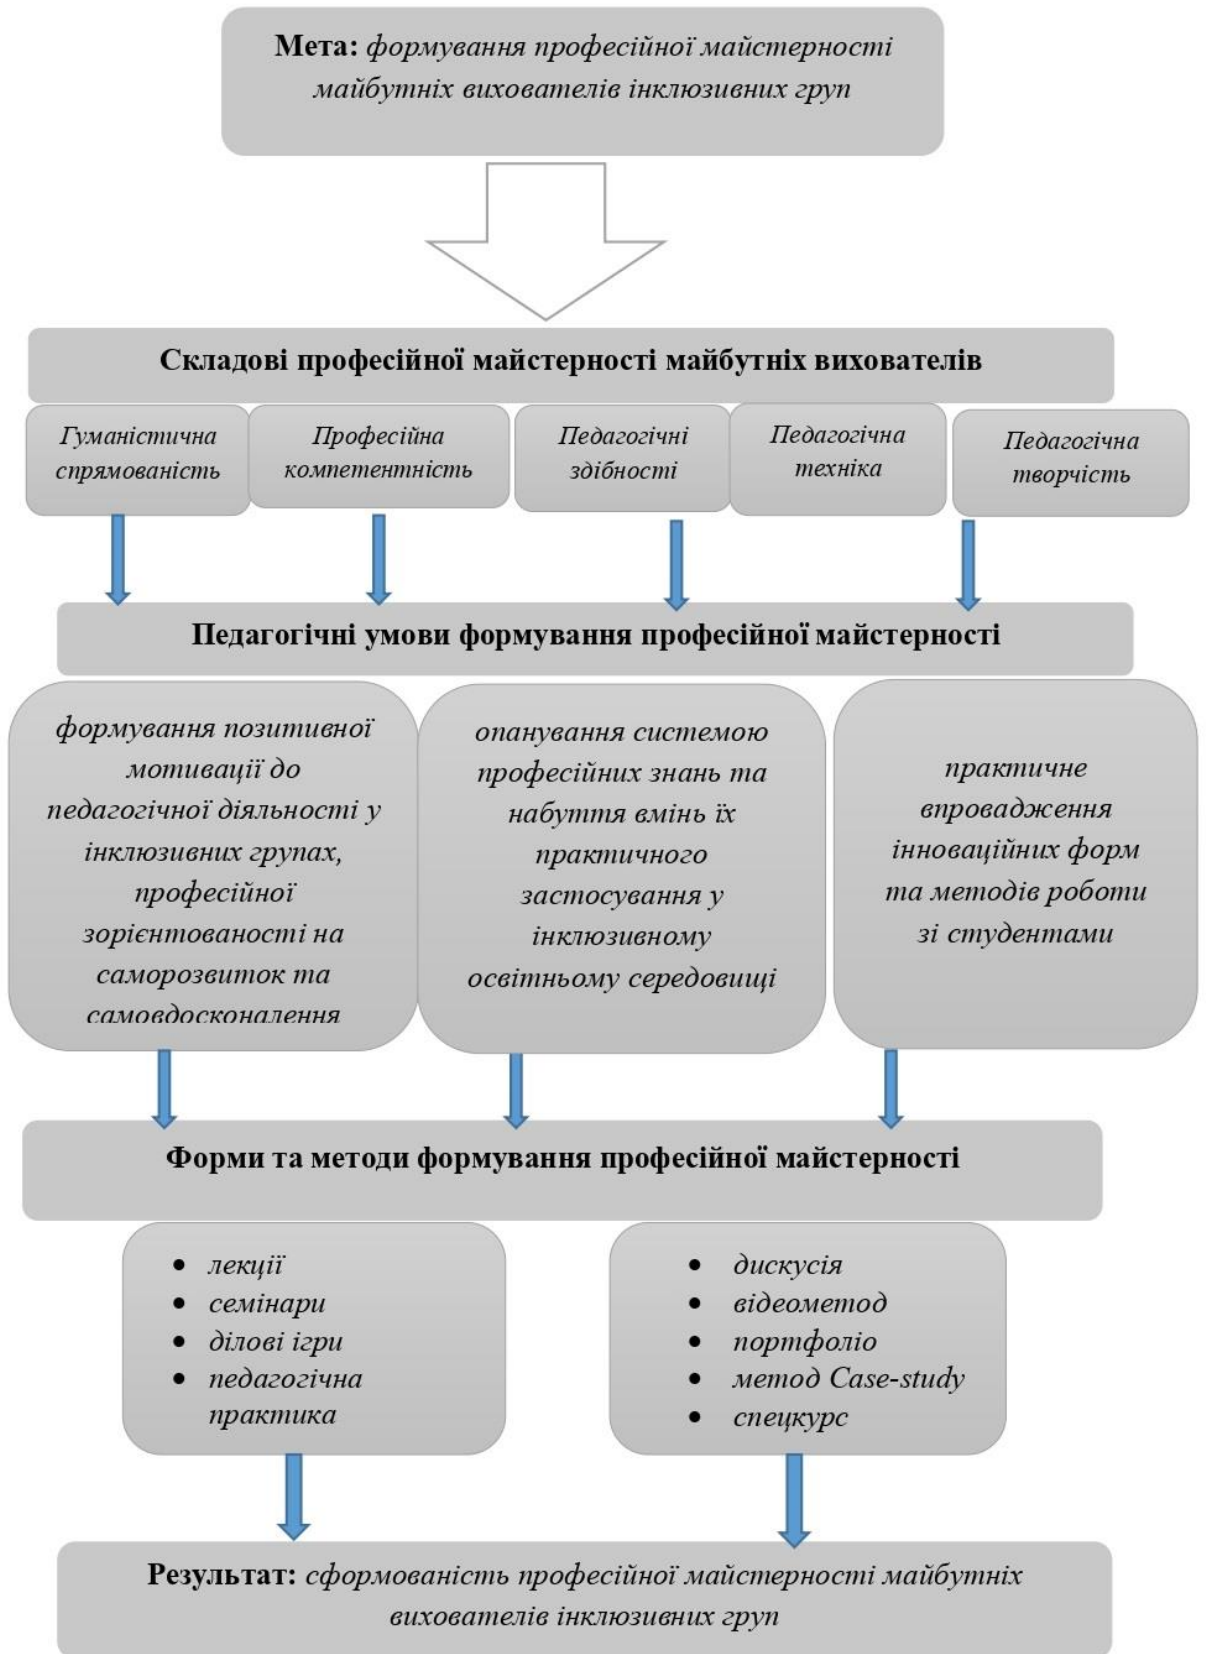 Мета: формування професійної майстерності
майбутніх вихователів інклюзивних груп
Складові професійної майстерності майбутніх вихователів
Гуманістична
спрямованість
Професійна
компетентність
Педагогічні
здібності
Педагогічна
техніка
Педагогічна
творчість
Педагогічні умови формування професійної майстерності
формування позитивної
мотивації до
педагогічної діяльності у
інклюзивних групах,
професійної
зорієнтованості на
саморозвиток та
самовдосконалення
опанування системою
професійних знань та
набуття вмінь їх
практичного
застосування у
інклюзивному
освітньому середовищі
практичне
впровадження
інноваційних форм
та методів роботи
зі студентами
Форми та методи формування професійної майстерності
• лекції
• семінари
• ділові ігри
• педагогічна
практика
• дискусія
• відеометод
• портфоліо
• метод Case-study
• спецкурс
Результат: сформованість професійної майстерності майбутніх
вихователів інклюзивних груп